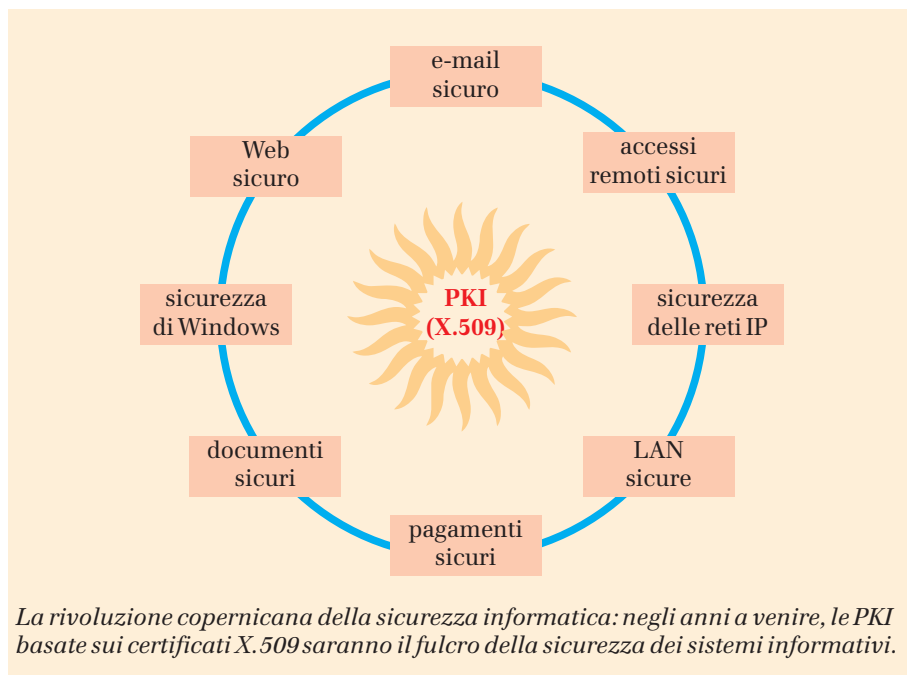 e-mail
sicuro
Web
sicuro
accessi
remoti sicuri
sicurezza
di Windows
PKI
(X.509)
sicurezza
delle reti IP
documenti
sicuri
LAN
sicure
pagamenti
sicuri
La rivoluzione copernicana della sicurezza informatica: negli anni a venire, le PKI
basate sui certificati X.509 saranno il fulcro della sicurezza dei sistemi informativi.